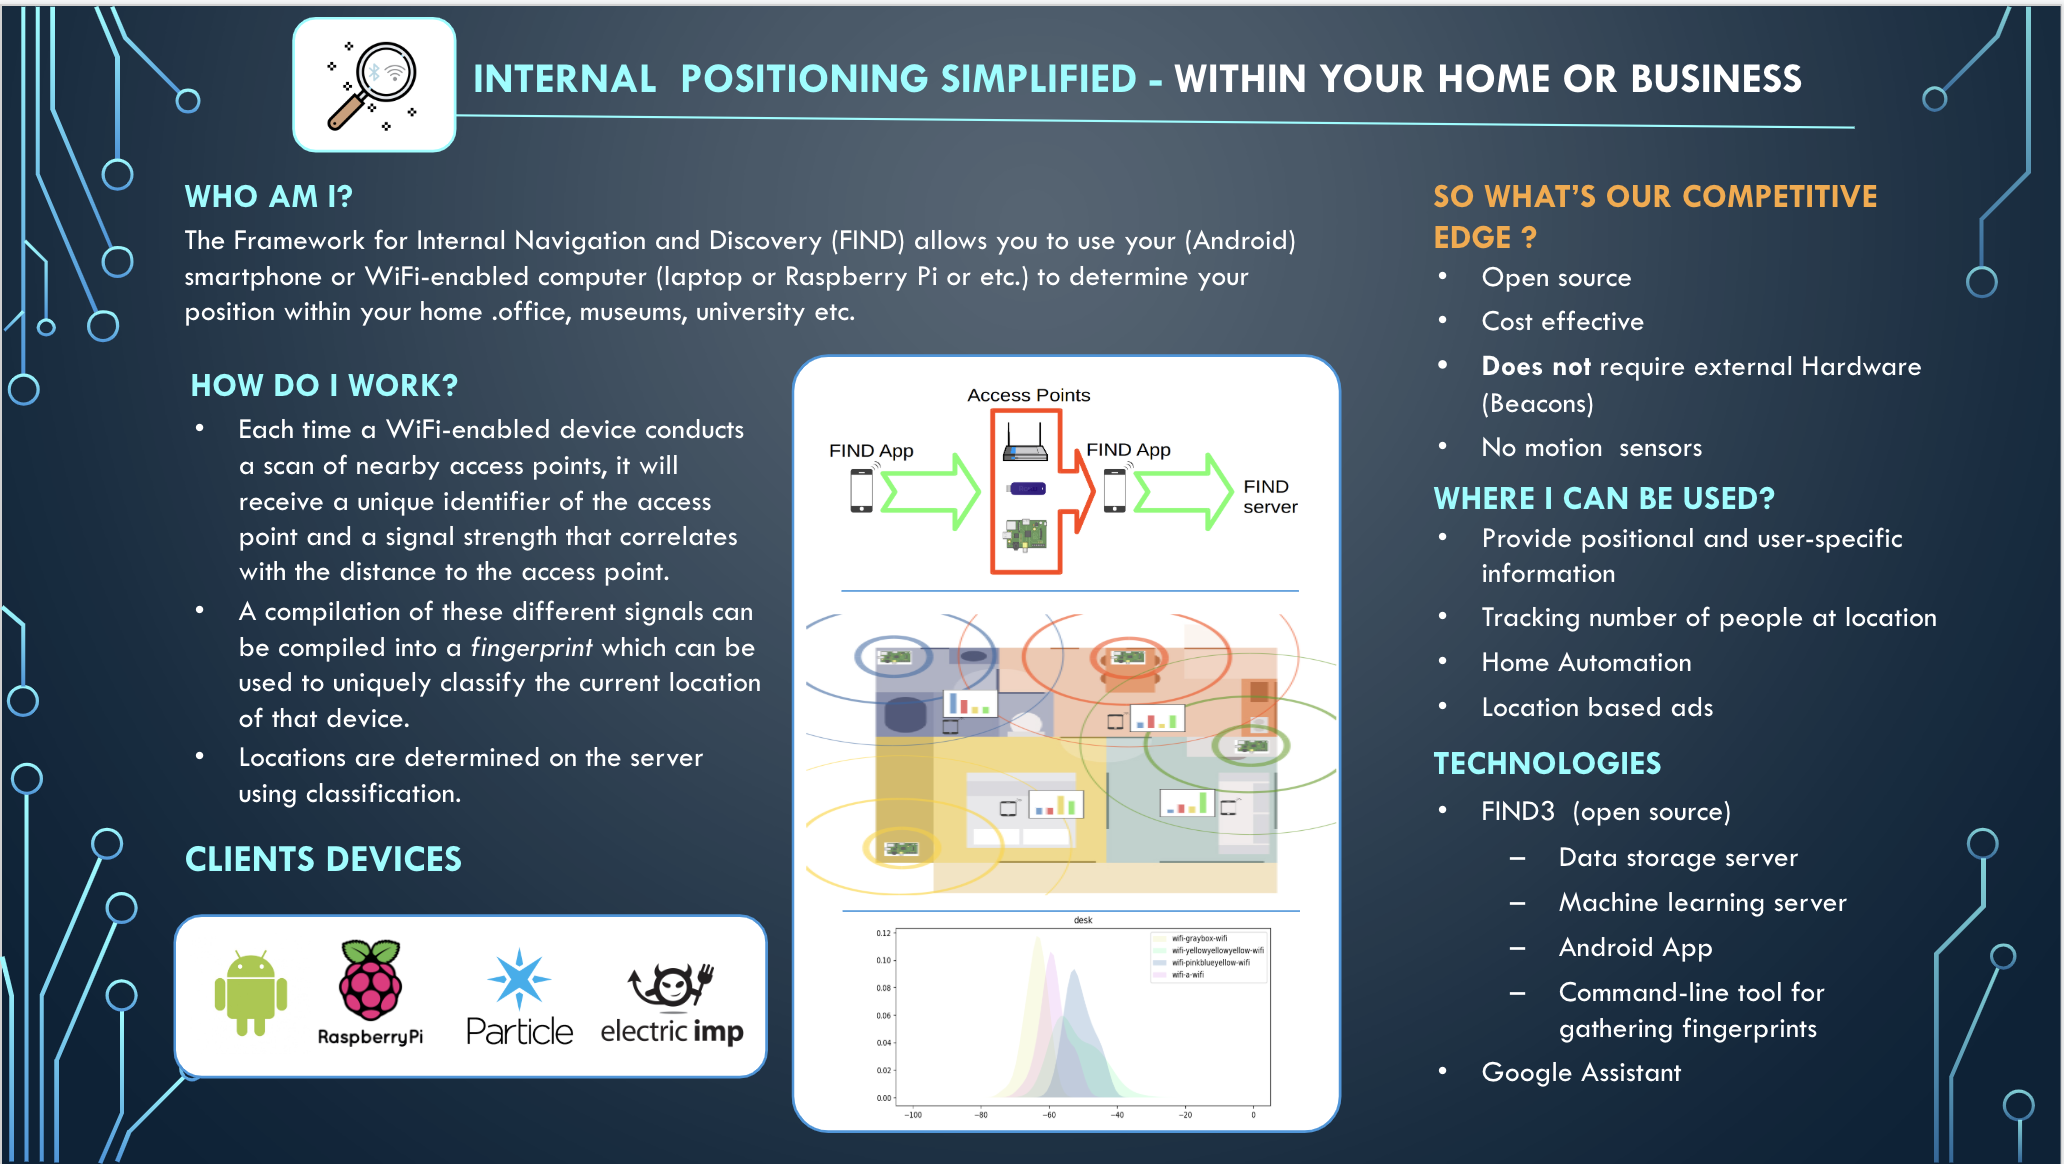 INTERNAL  POSITIONING SIMPLIFIED - WITHIN YOUR HOME OR BUSINESS
WHO AM I?
The Framework for Internal Navigation and Discovery (FIND) allows you to use your (Android)
smartphone or WiFi-enabled computer (laptop or Raspberry Pi or etc.) to determine your
position within your home .office, museums, university etc.
HOW DO I WORK?
• Each time a WiFi-enabled device conducts
a scan of nearby access points, it will
receive a unique identifier of the access
point and a signal strength that correlates
with the distance to the access point.
• A compilation of these different signals can
be compiled into a fingerprint which can be
used to uniquely classify the current location
of that device.
• Locations are determined on the server
using classification.
CLIENTS DEVICES
RaspberryPi
Particle
electric imp
Access Points
FIND App
FIND App
FIND
server
desk
wifi-graybox-wifi
wifi-yellowyellowyellow-wifi
wifi-pinkblueyellow-wifi
wifi-a-wifi
0.12
0.10
0.08
0.06
0.04
0.02
0.00
−100 −80 −60 −40 −20 0
SO WHAT'S OUR COMPETITIVE
EDGE ?
• Open source
• Cost effective
• Does not require external Hardware
(Beacons)
• No motion  sensors
WHERE I CAN BE USED?
• Provide positional and user-specific
information
• Tracking number of people at location
• Home Automation
• Location based ads
TECHNOLOGIES
• FIND3  (open source)
– Data storage server
– Machine learning server
– Android App
– Command-line tool for
gathering fingerprints
• Google Assistant